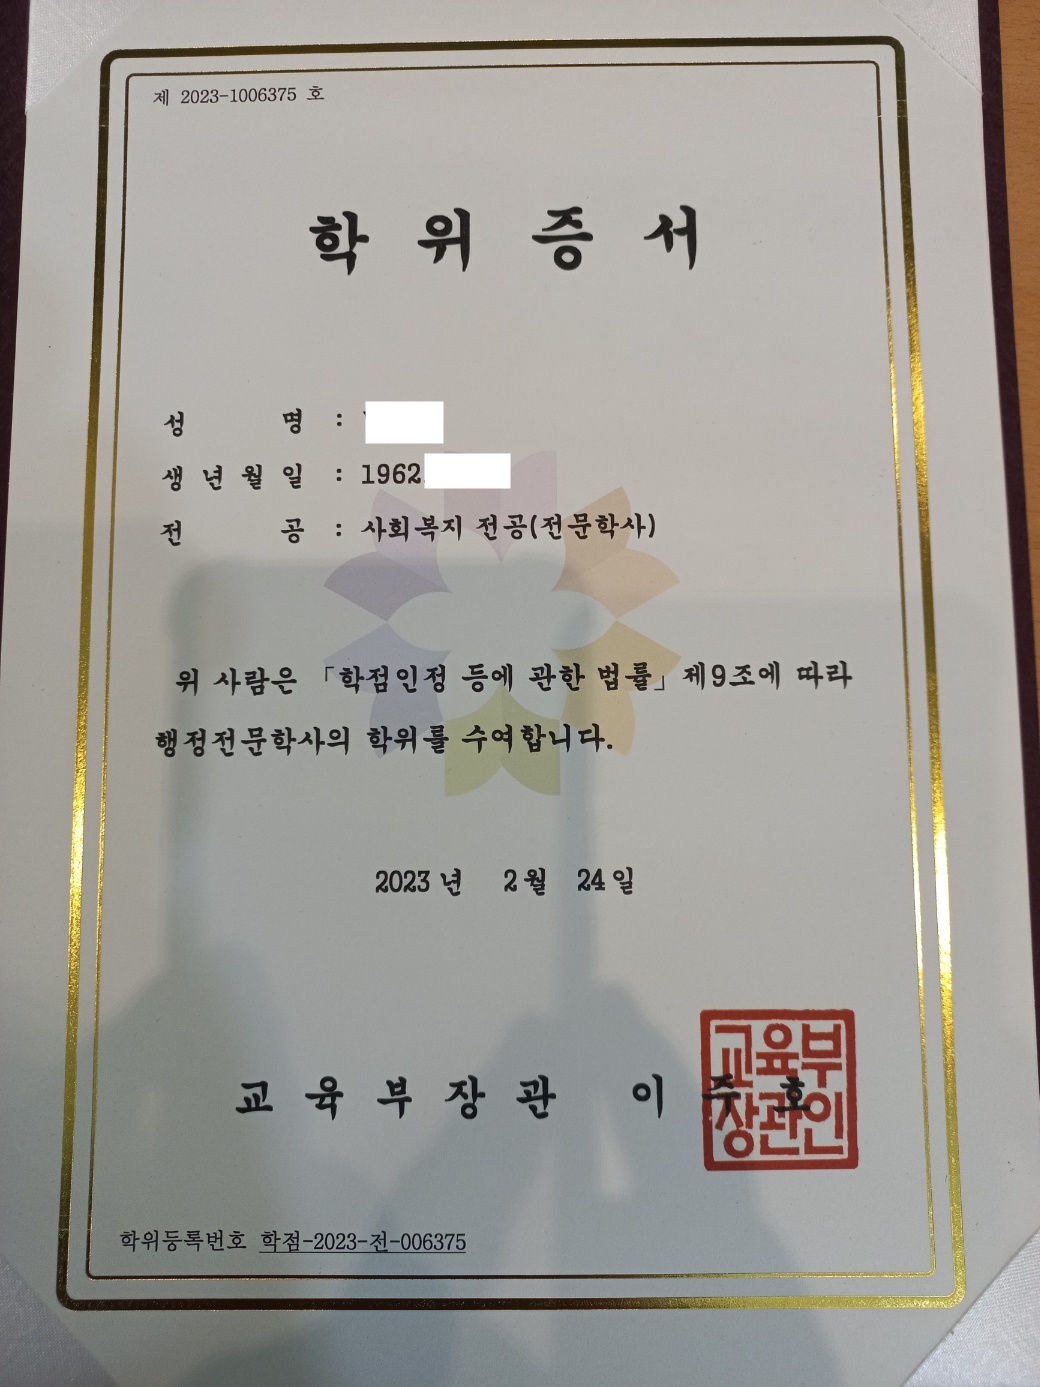 제 2023-1006375 호
학위증서
성 명 :
생년월일 : 1962
전 공 : 사회복지 전공(전문학사)
위 사람은 「학점인정 등에 관한 법률」 제9조에 따라
행정전문학사의 학위를 수여합니다.
2023년 2월 24일
교육부장관 이주호
교육부
장관인
학위등록번호 학점-2023-전-006375